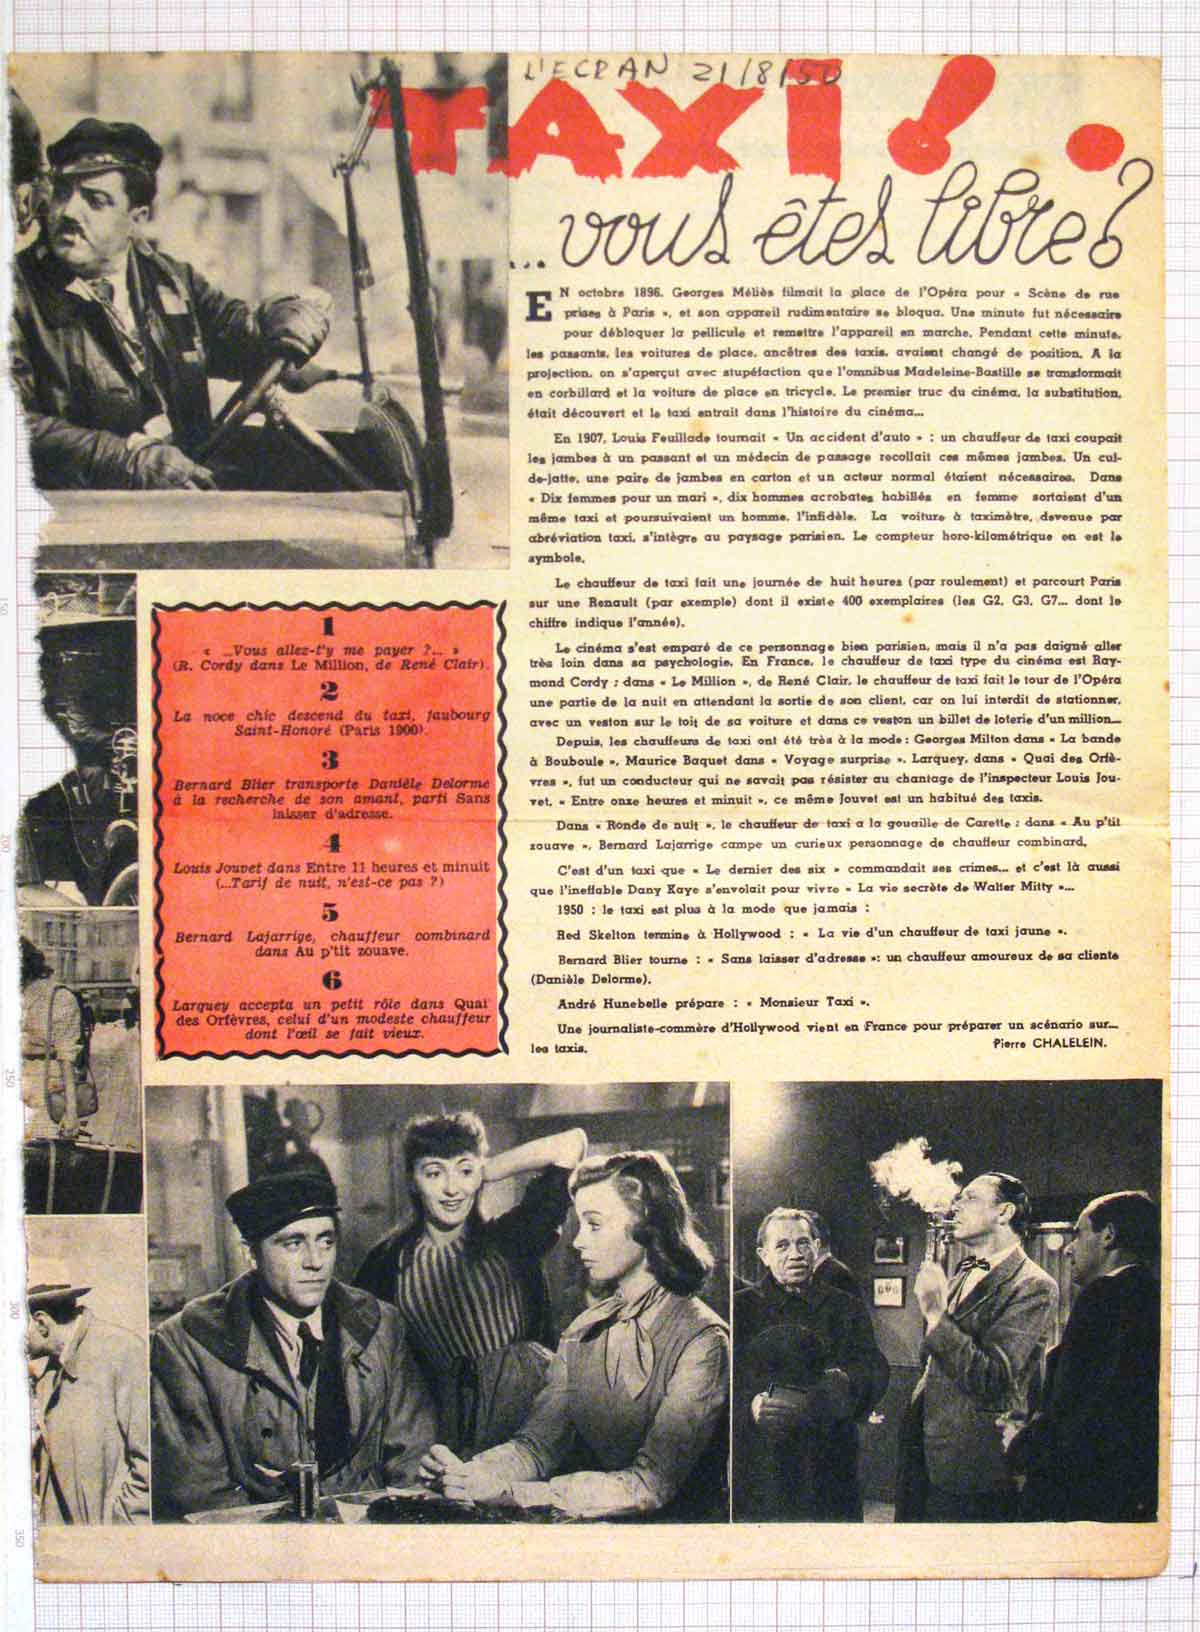 L'ECRAN 21/8/50
TAXI! .
... vous êtes libre?
EN octobre 1896, Georges Méliès filmait la place de l'Opéra pour « Scène de rue
prises à Paris », et son appareil rudimentaire se bloqua. Une minute fut nécessaire
pour débloquer la pellicule et remettre l'appareil en marche. Pendant cette minute,
les passants, les voitures de place, ancêtres des taxis, avaient changé de position. A la
projection, on s'aperçut avec stupéfaction que l'omnibus Madeleine-Bastille se transformait
en corbillard et la voiture de place en tricycle. Le premier truc du cinéma, la substitution,
était découvert et le taxi entrait dans l'histoire du cinéma...
En 1907, Louis Feuillade tournait « Un accident d'auto » : un chauffeur de taxi coupait
les jambes à un passant et un médecin de passage recollait ces mêmes jambes. Un cul-
de-jatte, une paire de jambes en carton et un acteur normal étaient nécessaires. Dans
« Dix femmes pour un mari », dix hommes acrobates habillés en femme sortaient d'un
même taxi et poursuivaient un homme, l'infidèle. La voiture à taximètre, devenue par
abréviation taxi, s'intègre au paysage parisien. Le compteur horo-kilométrique en est le
symbole.
Le chauffeur de taxi fait une journée de huit heures (par roulement) et parcourt Paris
sur une Renault (par exemple) dont il existe 400 exemplaires (les G2, G3, G7... dont le
chiffre indique l'année).
Le cinéma s'est emparé de ce personnage bien parisien, mais il n'a pas daigné aller
très loin dans sa psychologie. En France, le chauffeur de taxi type du cinéma est Ray-
mond Cordy ; dans « Le Million », de René Clair, le chauffeur de taxi fait le tour de l'Opéra
une partie de la nuit en attendant la sortie de son client, car on lui interdit de stationner,
avec un veston sur le toit de sa voiture et dans ce veston un billet de loterie d'un million...
Depuis, les chauffeurs de taxi ont été très à la mode : Georges Milton dans « La bande
à Bouboule », Maurice Baquet dans « Voyage surprise ». Larquey, dans « Quai des Orfè-
vres », fut un conducteur qui ne savait pas résister au chantage de l'inspecteur Louis Jou-
vet. « Entre onze heures et minuit », ce même Jouvet est un habitué des taxis.
Dans « Ronde de nuit », le chauffeur de taxi a la gouaille de Carette ; dans « Au p'tit
zouave », Bernard Lajarrige campe un curieux personnage de chauffeur combinard.
C'est d'un taxi que « Le dernier des six » commandait ses crimes... et c'est là aussi
que l'ineffable Dany Kaye s'envolait pour vivre « La vie secrète de Walter Mitty »...
1950 : le taxi est plus à la mode que jamais :
Red Skelton termine à Hollywood : « La vie d'un chauffeur de taxi jaune ».
Bernard Blier tourne : « Sans laisser d'adresse »: un chauffeur amoureux de sa cliente
(Danièle Delorme).
André Hunebelle prépare : « Monsieur Taxi ».
Une journaliste-commère d'Hollywood vient en France pour préparer un scénario sur...
les taxis.
Pierre CHALELEIN.
1
« ...Vous allez-t'y me payer ?... »
(R. Cordy dans Le Million, de René Clair).
2
La noce chic descend du taxi, faubourg
Saint-Honoré (Paris 1900).
3
Bernard Blier transporte Danièle Delorme
à la recherche de son amant, parti Sans
laisser d'adresse.
4
Louis Jouvet dans Entre 11 heures et minuit
(...Tarif de nuit, n'est-ce pas ?)
5
Bernard Lajarrige, chauffeur combinard
dans Au p'tit zouave.
6
Larquey accepta un petit rôle dans Quai
des Orfèvres, celui d'un modeste chauffeur
dont l'œil se fait vieux.
150
200
250
300
350